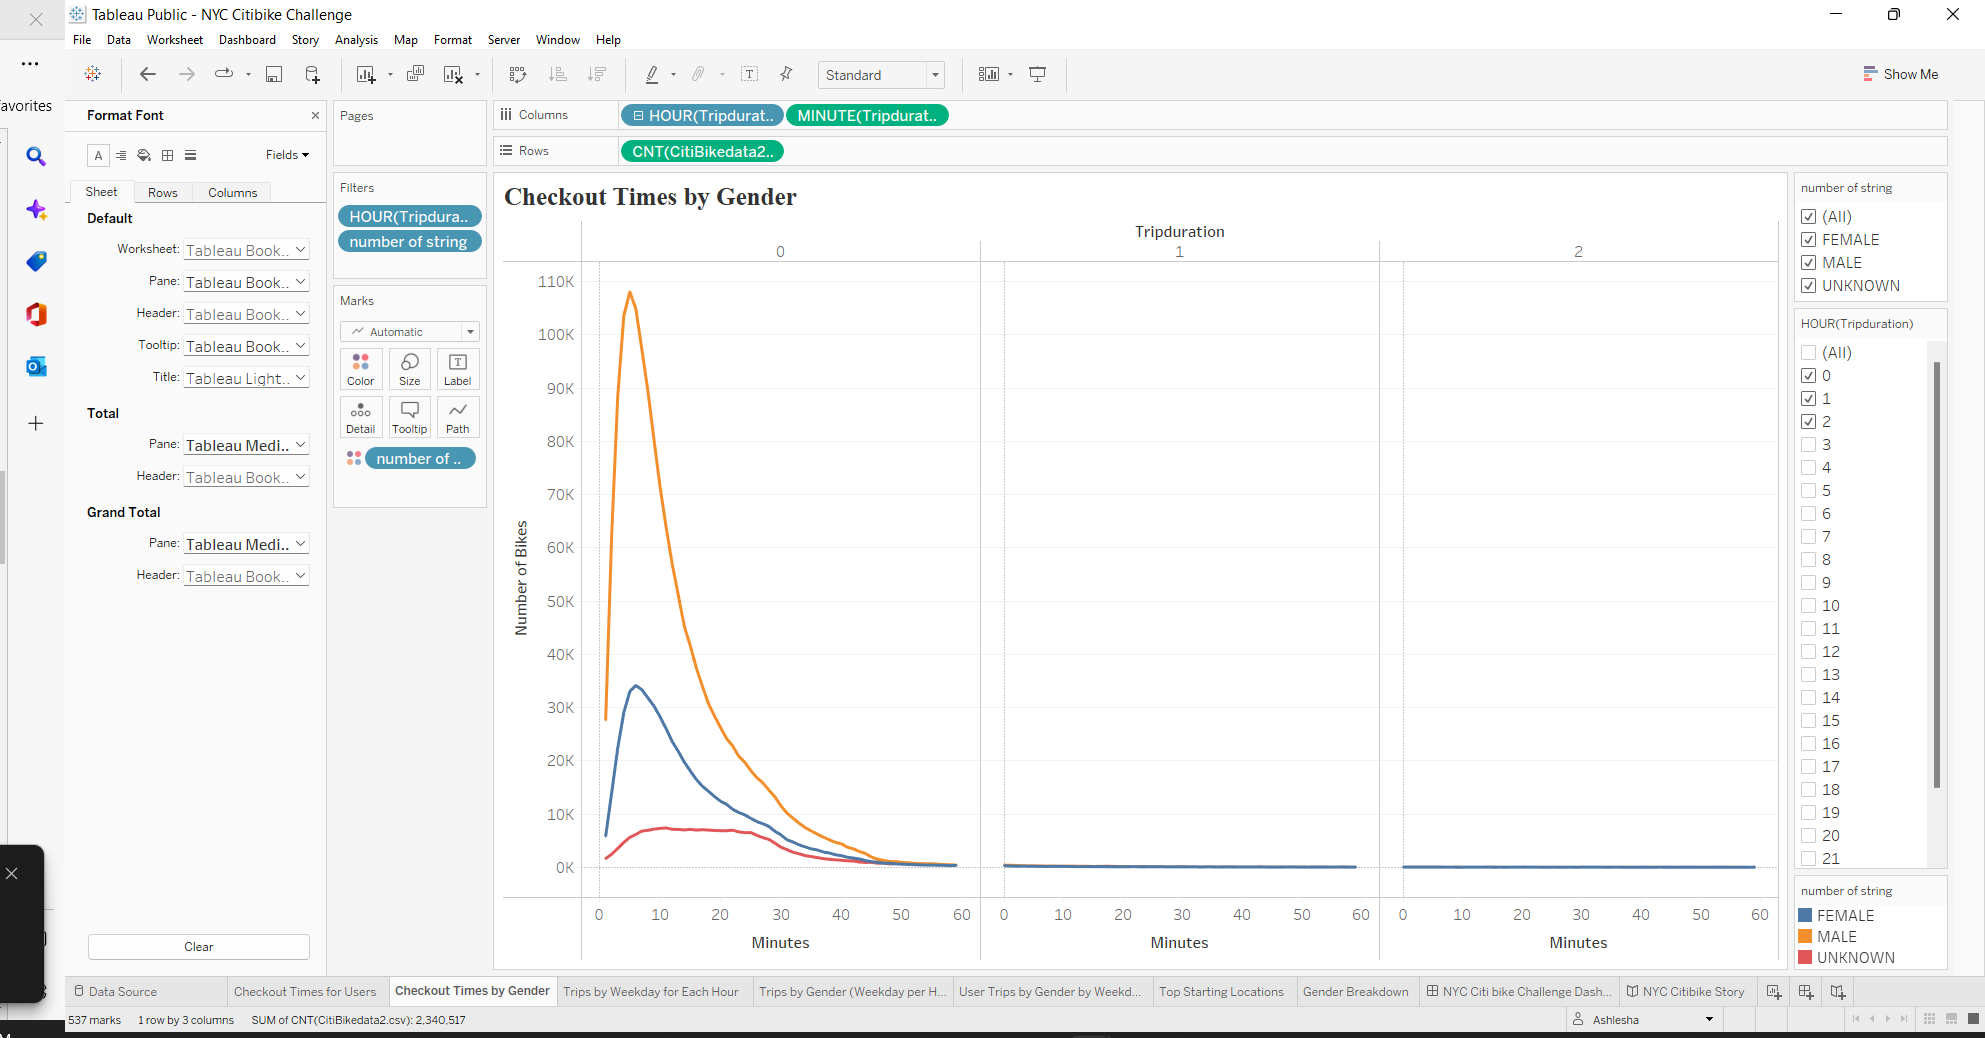 Tableau Public - NYC Citibike Challenge
File Data Worksheet Dashboard Story Analysis Map Format Server Window Help
Standard
Show Me
avorites
Format Font
Fields
Sheet Rows Columns
Default
Worksheet: Tableau Book..
Pane: Tableau Book..
Header: Tableau Book..
Tooltip: Tableau Book..
Title: Tableau Light..
Total
Pane: Tableau Medi..
Header: Tableau Book..
Grand Total
Pane: Tableau Medi..
Header: Tableau Book..
Clear
Pages
Filters
HOUR(Tripdura..
number of string
Marks
Automatic
Color Size Label
Detail Tooltip Path
number of ..
Columns HOUR(Tripdurat.. MINUTE(Tripdurat..
Rows CNT(CitiBikedata2..
Checkout Times by Gender
Tripduration
0 1 2
Number of Bikes
110K
100K
90K
80K
70K
60K
50K
40K
30K
20K
10K
0K
0 10 20 30 40 50 60 0 10 20 30 40 50 60 0 10 20 30 40 50 60
Minutes Minutes Minutes
number of string
(All)
FEMALE
MALE
UNKNOWN
HOUR(Tripduration)
(All)
0
1
2
3
4
5
6
7
8
9
10
11
12
13
14
15
16
17
18
19
20
21
number of string
FEMALE
MALE
UNKNOWN
Data Source Checkout Times for Users Checkout Times by Gender Trips by Weekday for Each Hour Trips by Gender (Weekday per H... User Trips by Gender by Weekd... Top Starting Locations Gender Breakdown NYC Citi bike Challenge Dash... NYC Citibike Story
537 marks 1 row by 3 columns SUM of CNT(CitiBikedata2.csv): 2,340,517 Ashlesha